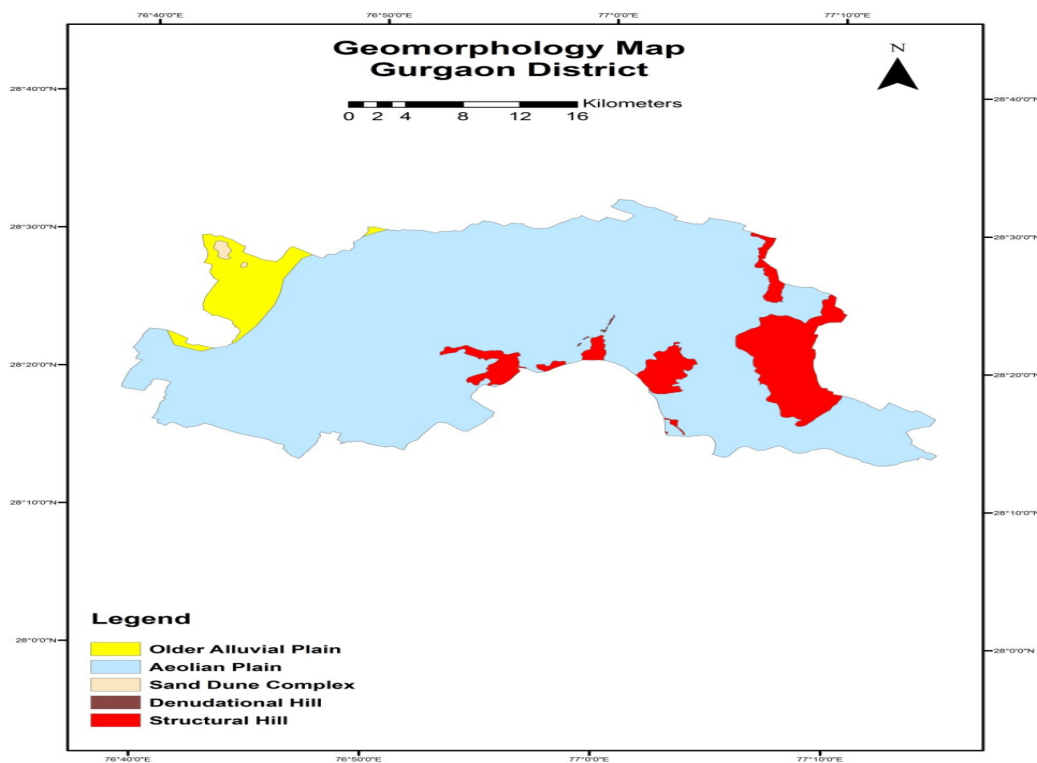 76°40'0"E 76°50'0"E 77°0'0"E 77°10'0"E
Geomorphology Map
Gurgaon District
N
Kilometers
0 2 4 8 12 16
28°40'0"N 28°40'0"N
28°30'0"N 28°30'0"N
28°20'0"N 28°20'0"N
28°10'0"N 28°10'0"N
28°0'0"N 28°0'0"N
Legend
Older Alluvial Plain
Aeolian Plain
Sand Dune Complex
Denudational Hill
Structural Hill
76°40'0"E 76°50'0"E 77°0'0"E 77°10'0"E